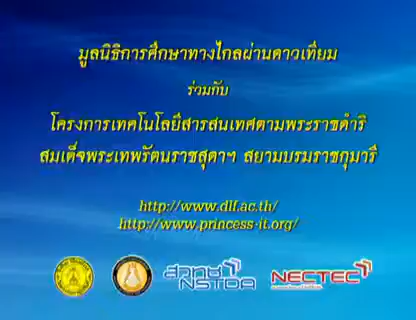 มูลนิธิการศึกษาทางไกลผ่านดาวเทียม
ร่วมกับ
โครงการเทคโนโลยีสารสนเทศตามพระราชดำริ
สมเด็จพระเทพรัตนราชสุดาฯ สยามบรมราชกุมารี
http://www.dlf.ac.th/
http://www.princess-it.org/
สวทช
NSTDA
NECTEC